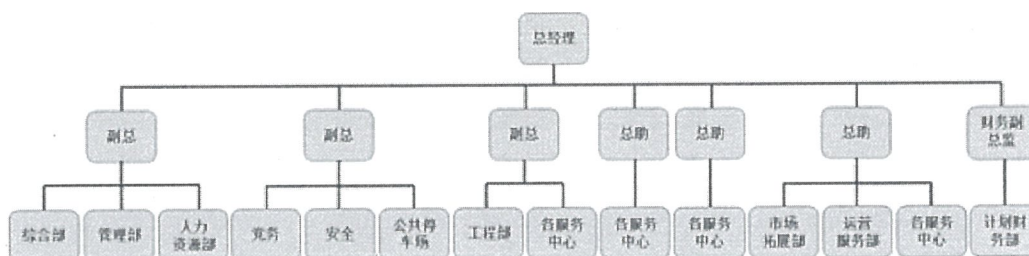 总经理
副总
副总
副总
总助
总助
总助
财务副
总监
综合部
管理部
人力
资源部
党务
安全
公共停
车场
工程部
各服务
中心
各服务
中心
各服务
中心
市场
拓展部
运营
服务部
各服务
中心
计划财
务部